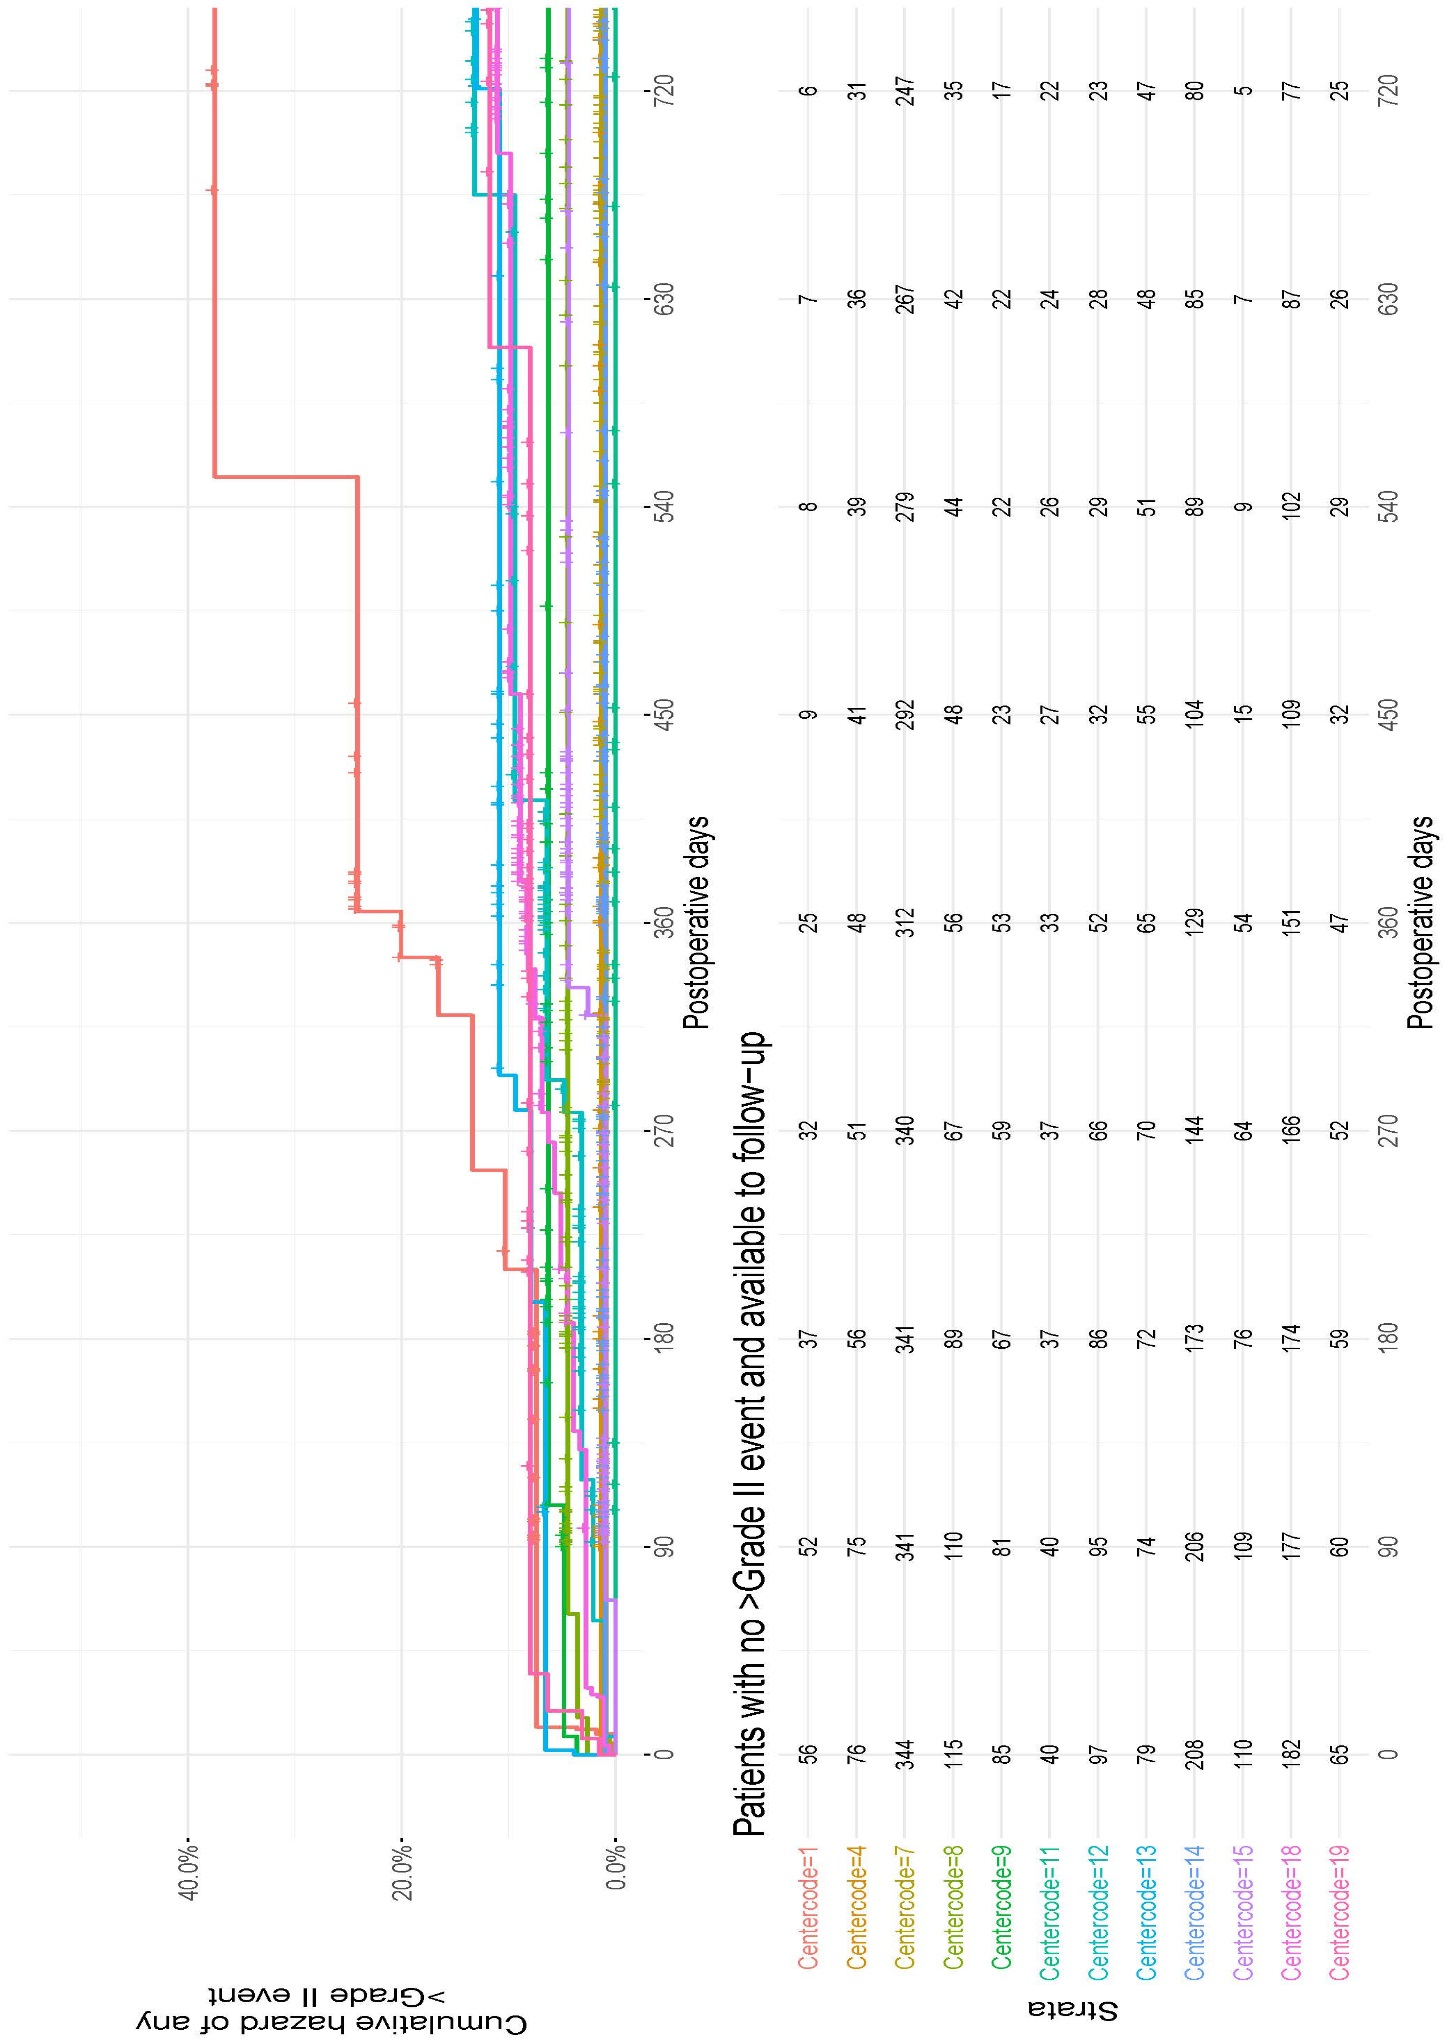 Cumulative hazard of any
>Grade II event
40.0%
20.0%
0.0%
0 90 180 270 360 450 540 630 720
Postoperative days
Patients with no >Grade II event and available to follow-up
Strata
Centercode=1 56 52 37 32 25 9 8 7 6
Centercode=4 76 75 56 51 48 41 39 36 31
Centercode=7 344 341 341 340 312 292 279 267 247
Centercode=8 115 110 89 67 56 48 44 42 35
Centercode=9 85 81 67 59 53 23 22 22 17
Centercode=11 40 40 37 37 33 27 26 24 22
Centercode=12 97 95 86 66 52 32 29 28 23
Centercode=13 79 74 72 70 65 55 51 48 47
Centercode=14 208 206 173 144 129 104 89 85 80
Centercode=15 110 109 76 64 54 15 9 7 5
Centercode=18 182 177 174 166 151 109 102 87 77
Centercode=19 65 60 59 52 47 32 29 26 25
0 90 180 270 360 450 540 630 720
Postoperative days